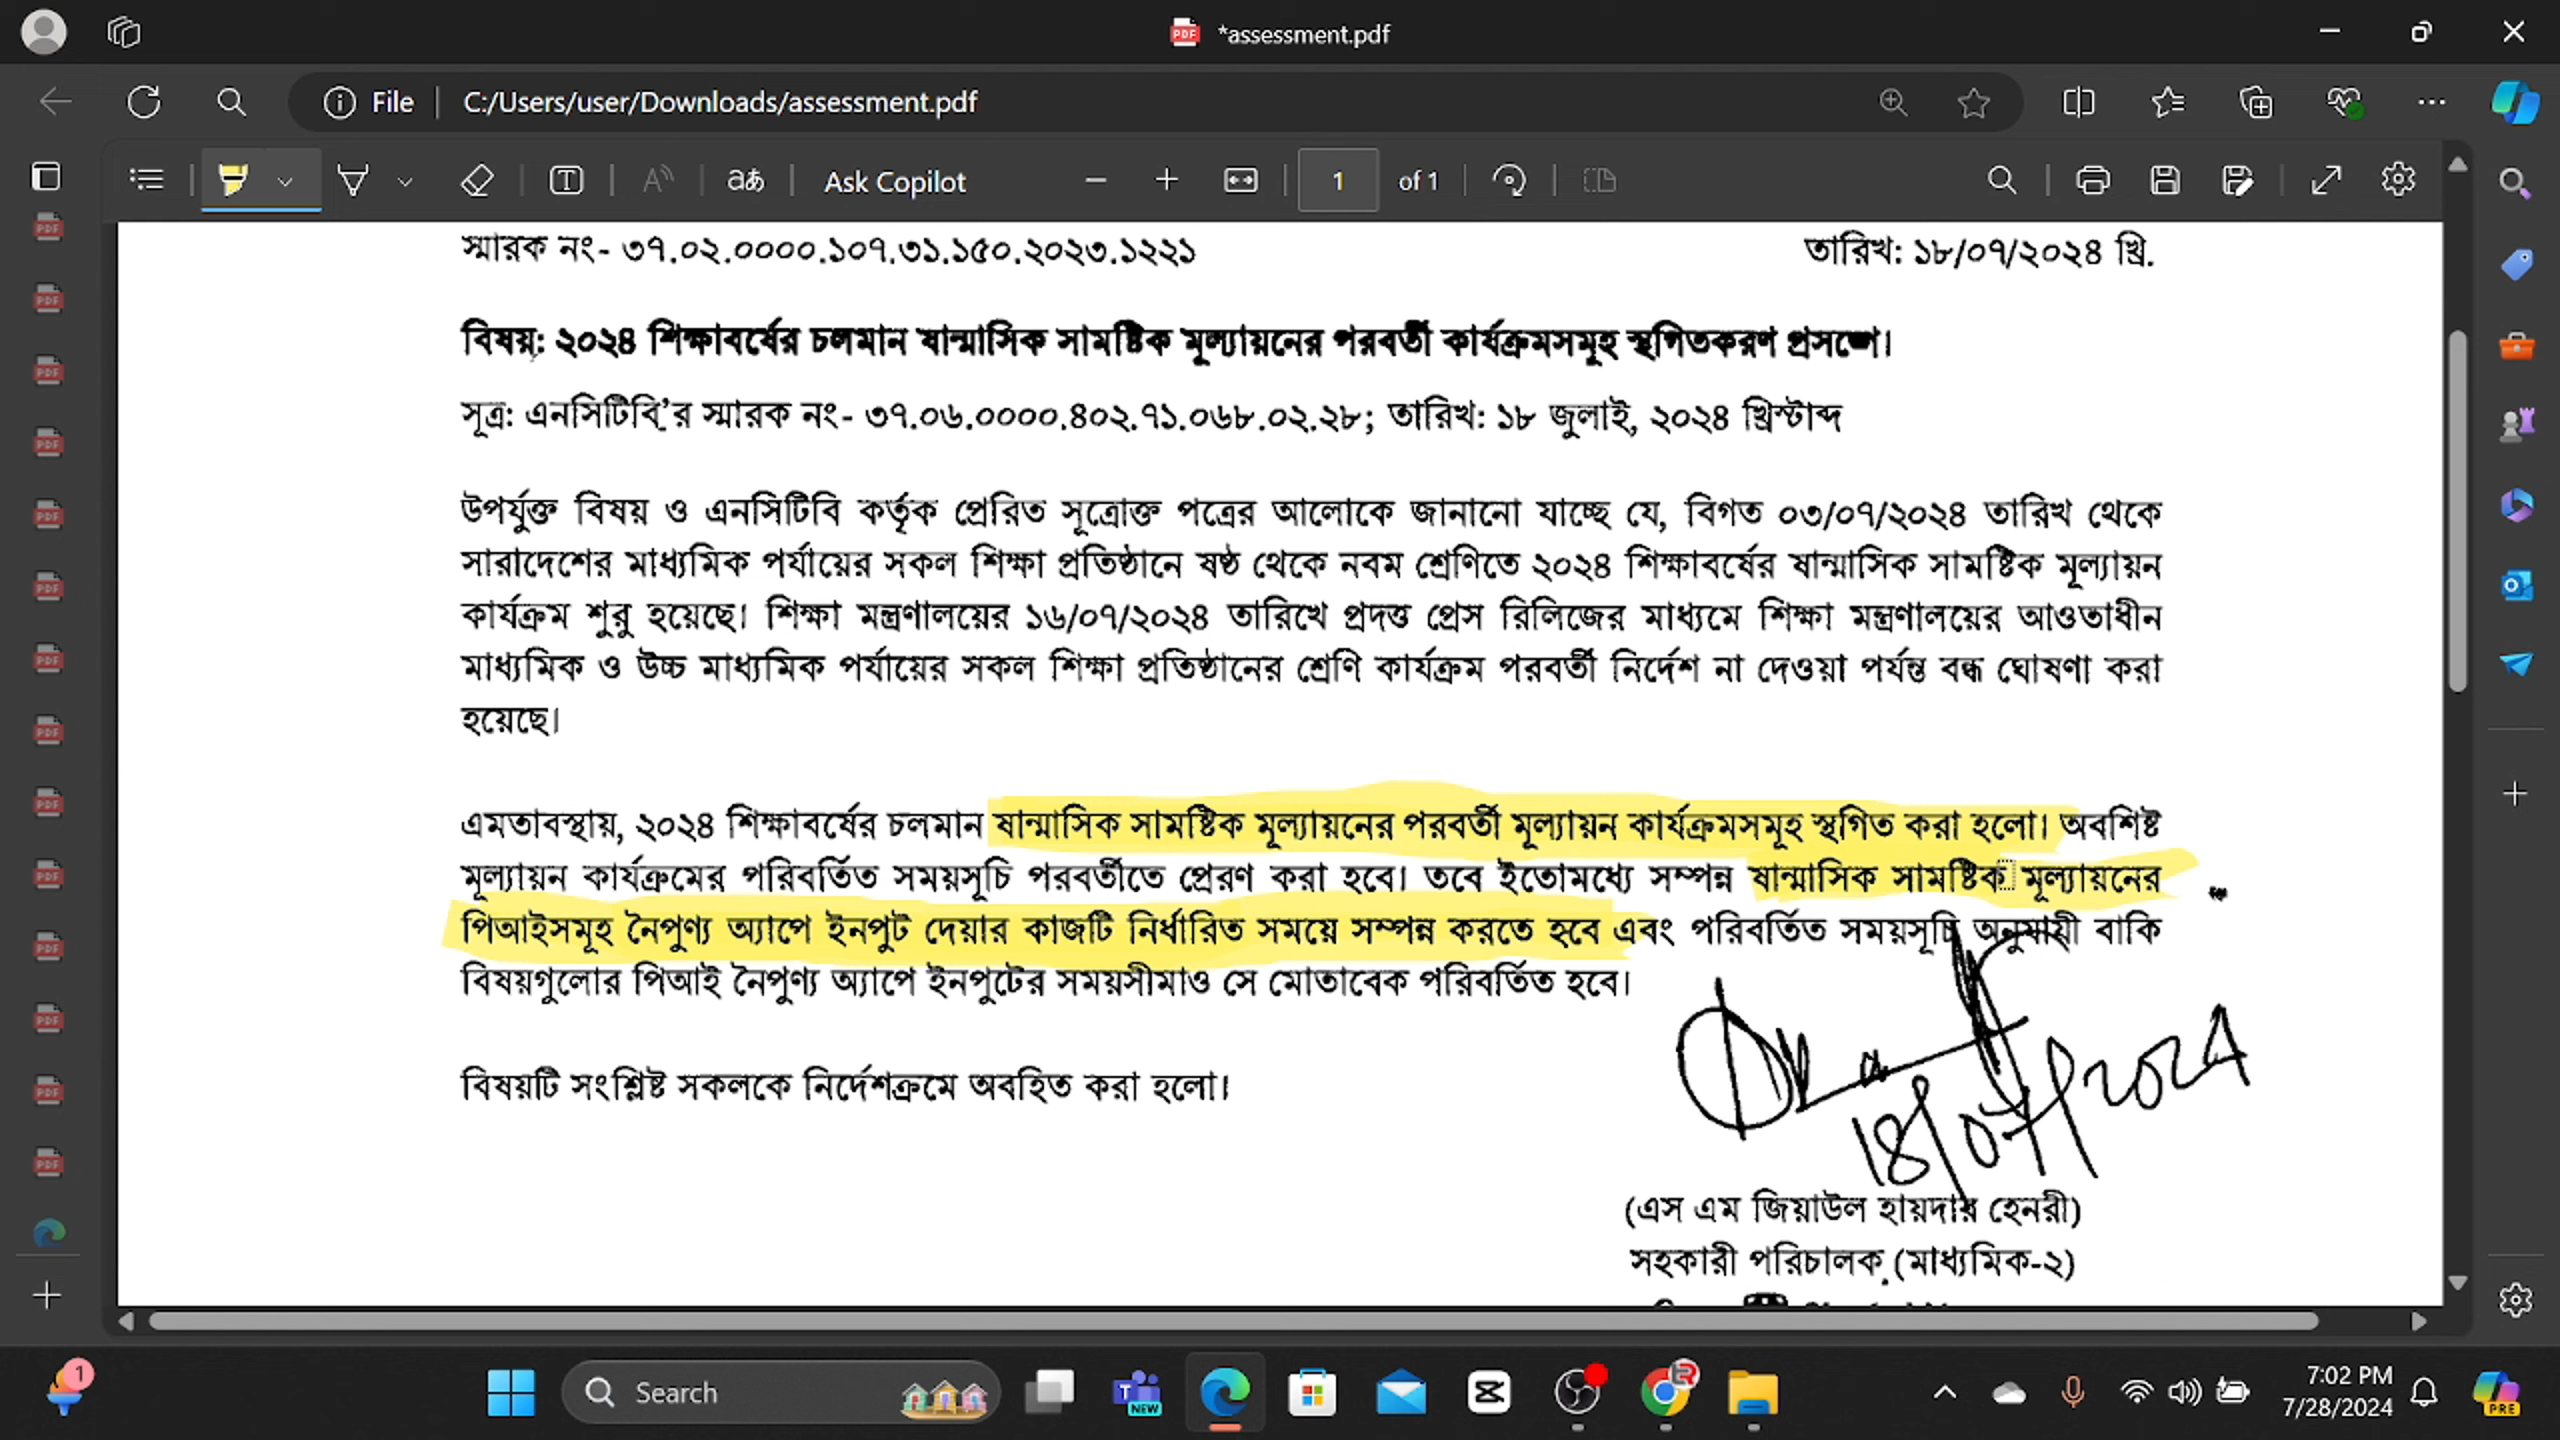 *assessment.pdf
File C:/Users/user/Downloads/assessment.pdf
aあ Ask Copilot 1 of 1
স্মারক নং- ৩৭.০২.০০০০.১০৭.৩১.১৫০.২০২৩.১২২১ তারিখ: ১৮/০৭/২০২৪ খ্রি.
বিষয়: ২০২৪ শিক্ষাবর্ষের চলমান ষান্মাসিক সামষ্টিক মূল্যায়নের পরবর্তী কার্যক্রমসমূহ স্থগিতকরণ প্রসঙ্গে।
সূত্র: এনসিটিবি'র স্মারক নং- ৩৭.০৬.০০০০.৪০২.৭১.০৬৮.০২.২৮; তারিখ: ১৮ জুলাই, ২০২৪ খ্রিস্টাব্দ
উপর্যুক্ত বিষয় ও এনসিটিবি কর্তৃক প্রেরিত সূত্রোক্ত পত্রের আলোকে জানানো যাচ্ছে যে, বিগত ০৩/০৭/২০২৪ তারিখ থেকে
সারাদেশের মাধ্যমিক পর্যায়ের সকল শিক্ষা প্রতিষ্ঠানে ষষ্ঠ থেকে নবম শ্রেণিতে ২০২৪ শিক্ষাবর্ষের ষান্মাসিক সামষ্টিক মূল্যায়ন
কার্যক্রম শুরু হয়েছে। শিক্ষা মন্ত্রণালয়ের ১৬/০৭/২০২৪ তারিখে প্রদত্ত প্রেস রিলিজের মাধ্যমে শিক্ষা মন্ত্রণালয়ের আওতাধীন
মাধ্যমিক ও উচ্চ মাধ্যমিক পর্যায়ের সকল শিক্ষা প্রতিষ্ঠানের শ্রেণি কার্যক্রম পরবর্তী নির্দেশ না দেওয়া পর্যন্ত বন্ধ ঘোষণা করা
হয়েছে।
এমতাবস্থায়, ২০২৪ শিক্ষাবর্ষের চলমান ষান্মাসিক সামষ্টিক মূল্যায়নের পরবর্তী মূল্যায়ন কার্যক্রমসমূহ স্থগিত করা হলো। অবশিষ্ট
মূল্যায়ন কার্যক্রমের পরিবর্তিত সময়সূচি পরবর্তীতে প্রেরণ করা হবে। তবে ইতোমধ্যে সম্পন্ন ষান্মাসিক সামষ্টিক মূল্যায়নের
পিআইসমূহ নৈপুণ্য অ্যাপে ইনপুট দেয়ার কাজটি নির্ধারিত সময়ে সম্পন্ন করতে হবে এবং পরিবর্তিত সময়সূচি অনুযায়ী বাকি
বিষয়গুলোর পিআই নৈপুণ্য অ্যাপে ইনপুটের সময়সীমাও সে মোতাবেক পরিবর্তিত হবে।
বিষয়টি সংশ্লিষ্ট সকলকে নির্দেশক্রমে অবহিত করা হলো।
18/07/2024
(এস এম জিয়াউল হায়দার হেনরী)
সহকারী পরিচালক (মাধ্যমিক-২)
1 Search NEW PRE
7:02 PM
7/28/2024